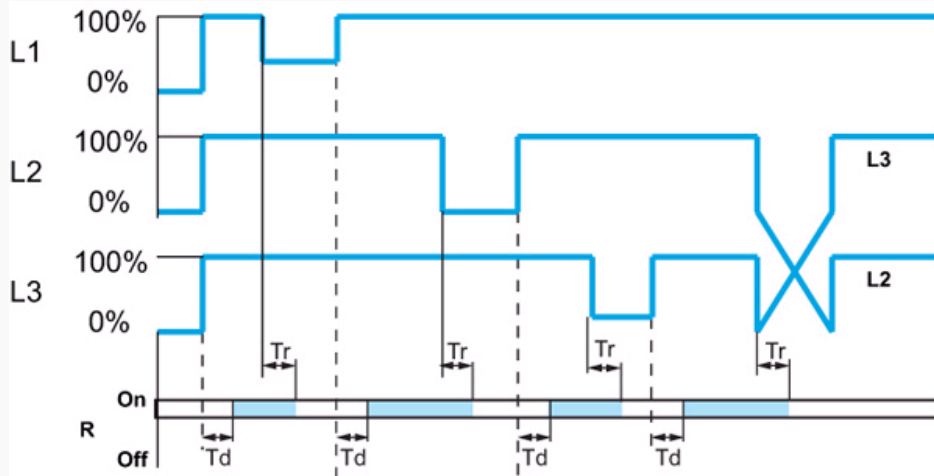 100%
L1
0%
100%
L2
0%
L3
100%
L3
0%
L2
Tr Tr Tr Tr
On
R
Off
Td Td Td Td